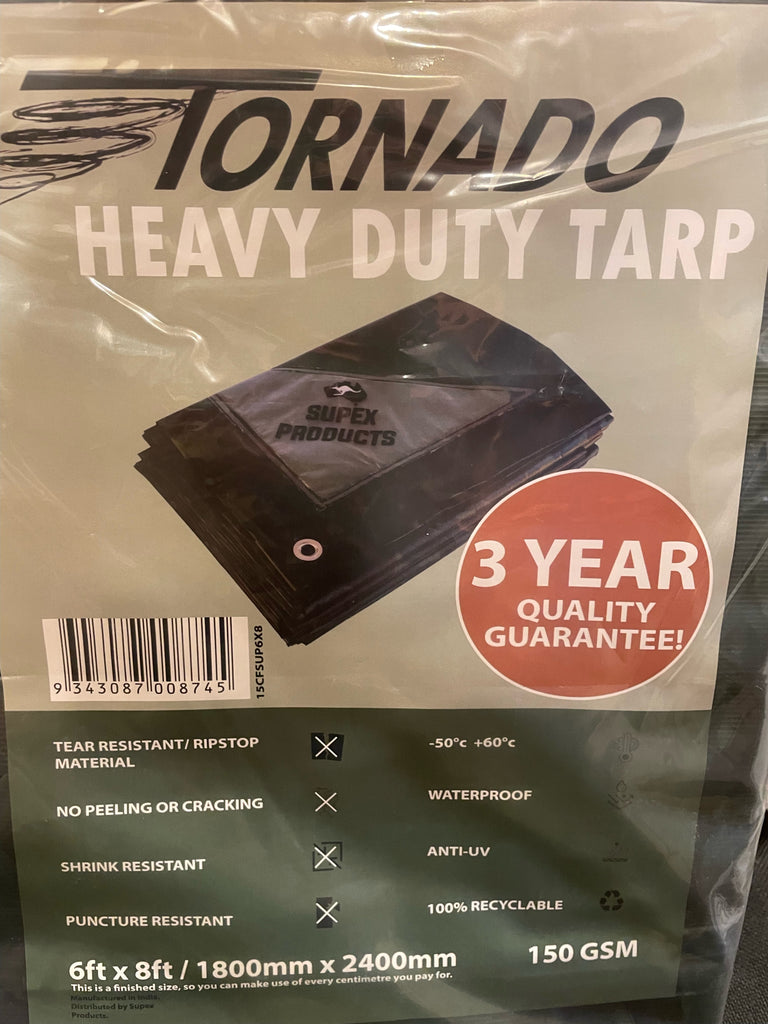 TORNADO
HEAVY DUTY TARP
SUPEX
PRODUCTS
3 YEAR
QUALITY
GUARANTEE!
9 343087 008745
15CFSUP6X8
TEAR RESISTANT/ RIPSTOP
MATERIAL
NO PEELING OR CRACKING
SHRINK RESISTANT
PUNCTURE RESISTANT
-50°c +60°c
WATERPROOF
ANTI-UV
100% RECYCLABLE
6ft x 8ft / 1800mm x 2400mm
150 GSM
This is a finished size, so you can make use of every centimetre you pay for.
Manufactured in India.
Distributed by Supex
Products.